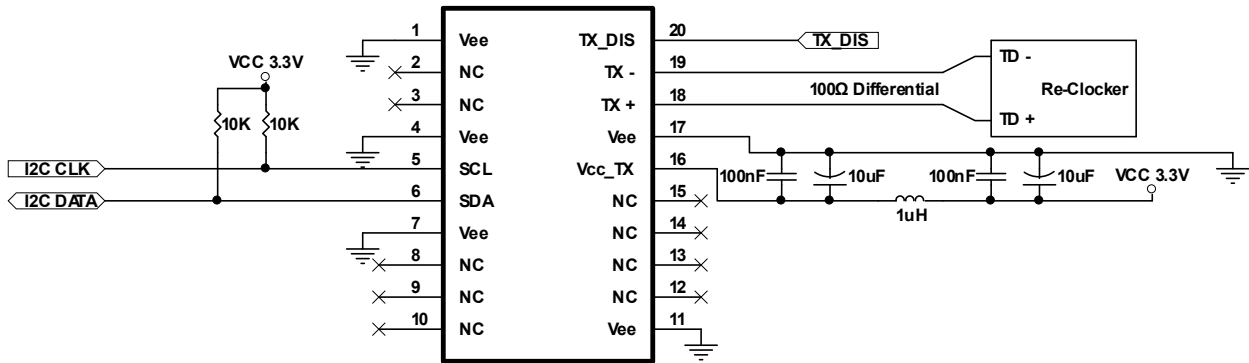 1 Vee
2 NC
3 NC
4 Vee
5 SCL
6 SDA
7 Vee
8 NC
9 NC
10 NC
VCC 3.3V
10K 10K
I2C CLK
I2C DATA
TX_DIS 20
TX - 19
TX + 18
Vee 17
Vcc_TX 16
NC 15
NC 14
NC 13
NC 12
Vee 11
TX_DIS
100Ω Differential
TD -
Re-Clocker
TD +
100nF 10uF 100nF 10uF
VCC 3.3V
1uH